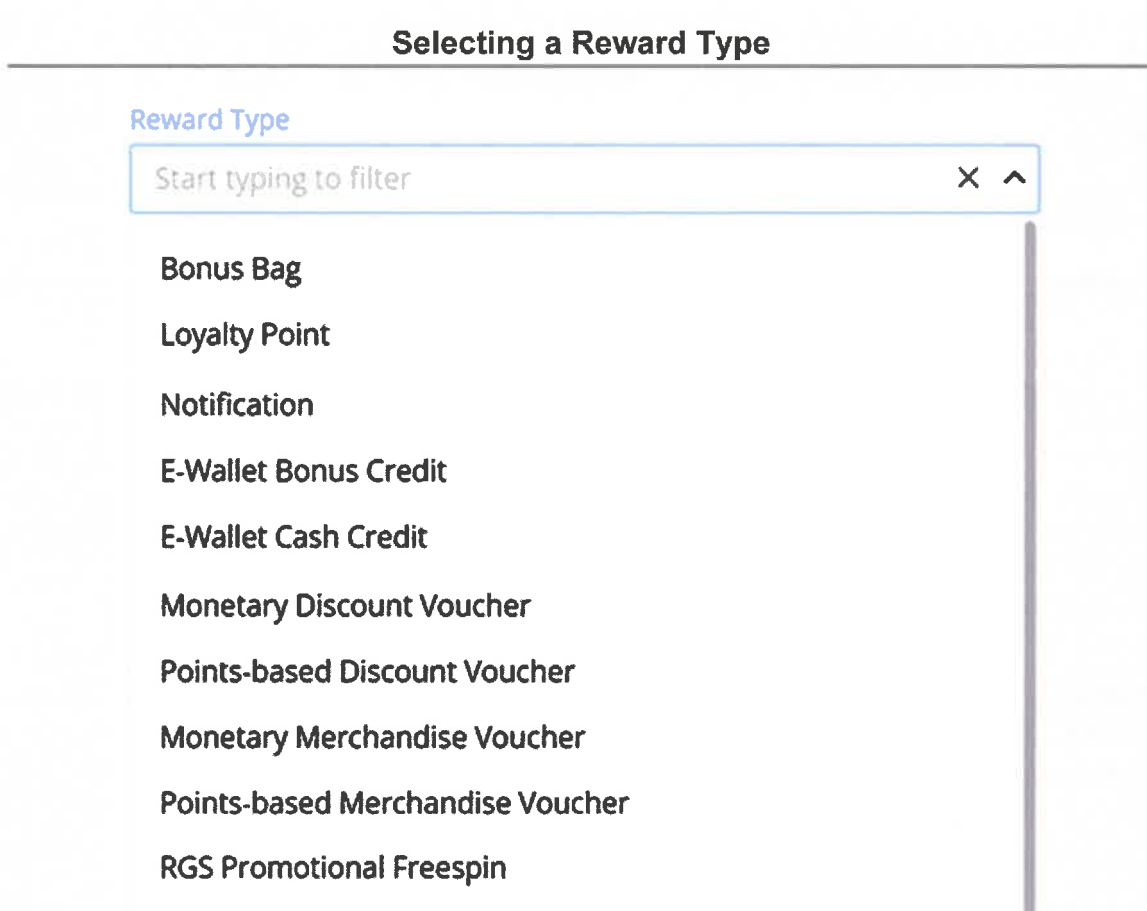 Selecting a Reward Type
Reward Type
Start typing to filter
Bonus Bag
Loyalty Point
Notification
E-Wallet Bonus Credit
E-Wallet Cash Credit
Monetary Discount Voucher
Points-based Discount Voucher
Monetary Merchandise Voucher
Points-based Merchandise Voucher
RGS Promotional Freespin